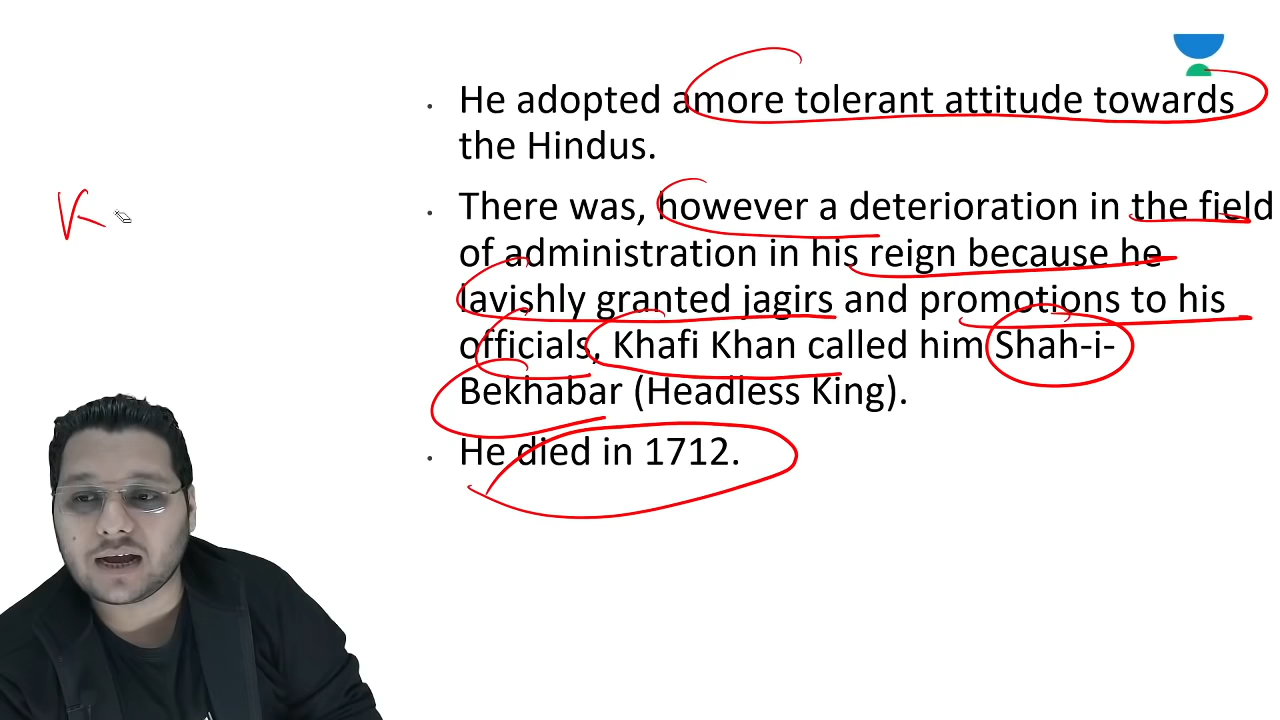 He adopted amore tolerant attitude towards
the Hindus.
There was, however a deterioration in the field
of administration in his reign because he
lavishly granted jagirs and promotions to his
officials, Khafi Khan called him Shah-i-
Bekhabar (Headless King).
He died in 1712.
K